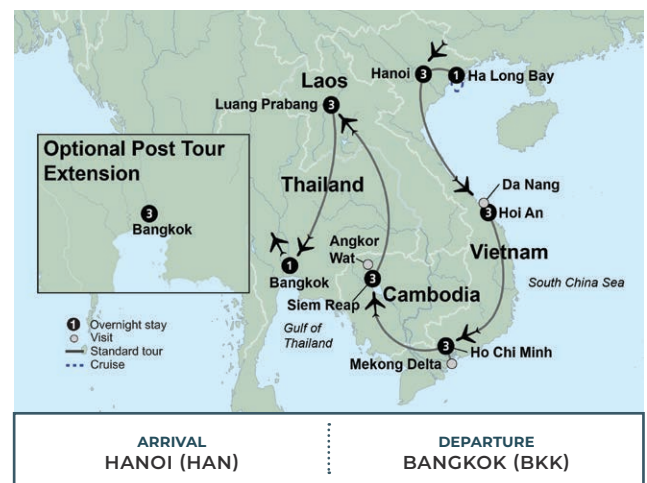 Laos
Hanoi
3
1
Ha Long Bay
Luang Prabang
3
Optional Post Tour
Extension
3
Bangkok
Thailand
Da Nang
3
Hoi An
Vietnam
Angkor
Wat
1
Bangkok
3
Siem Reap
Cambodia
South China Sea
Gulf of
Thailand
3
Ho Chi Minh
Mekong Delta
1 Overnight stay
Visit
Standard tour
Cruise
ARRIVAL
HANOI (HAN)
DEPARTURE
BANGKOK (BKK)